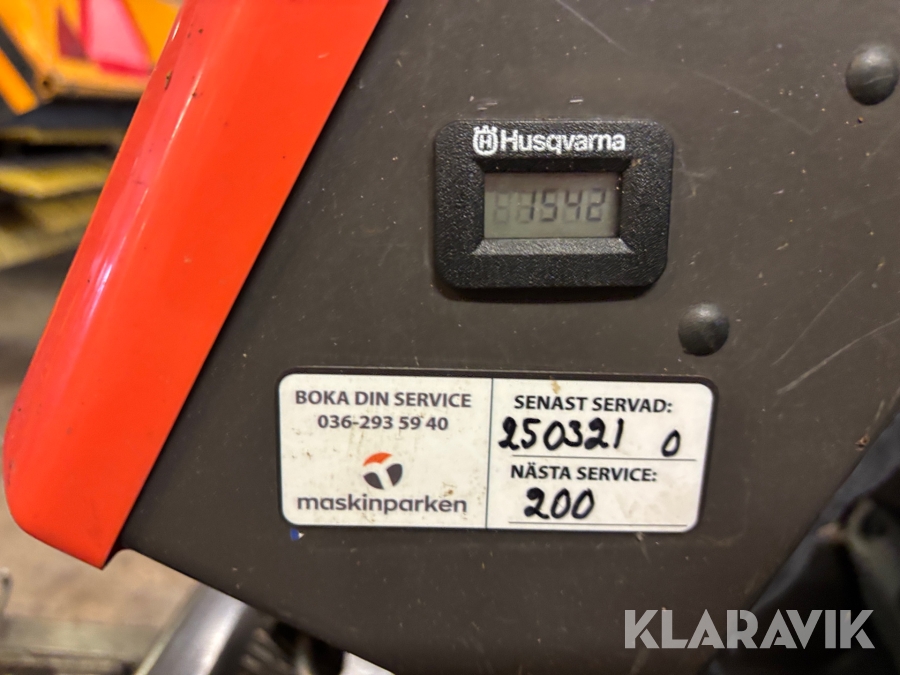 Husqvarna
1542
BOKA DIN SERVICE
036-293 59 40
maskinparken
SENAST SERVAD:
250321 0
NÄSTA SERVICE:
200
KLARAVIK